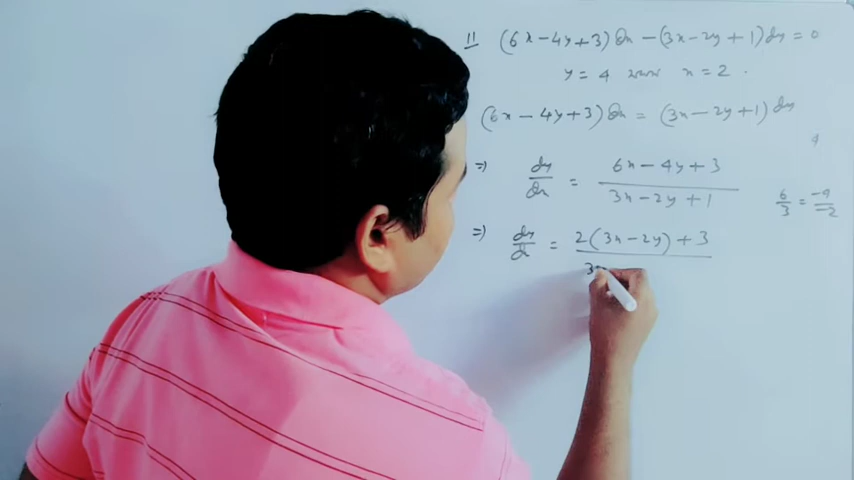 11 (6x-4y+3)dx-(3x-2y+1)dy=0
y=4 when x=2.
(6x-4y+3)dx=(3x-2y+1)dy
4
⇒ dy/dx = (6x-4y+3)/(3x-2y+1)
6/3 = -4/-2
⇒ dy/dx = 2(3x-2y)+3
3x